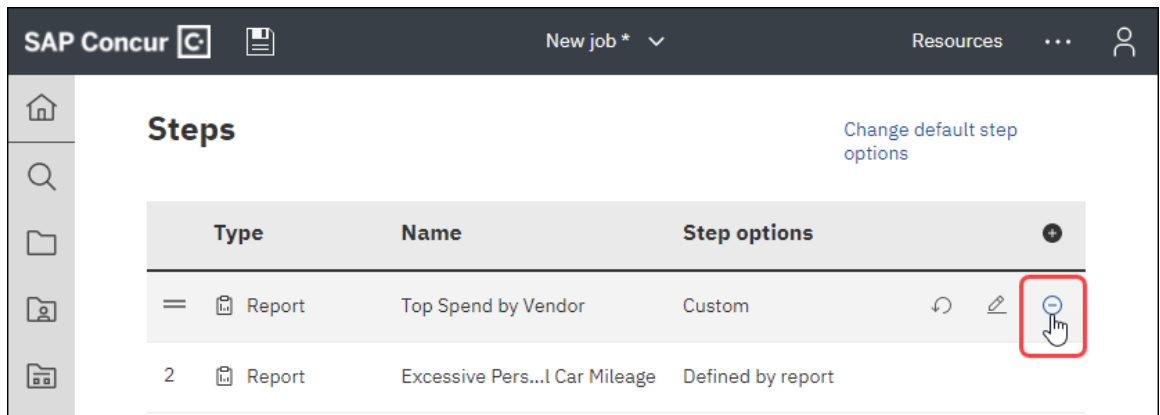 SAP Concur C New job * Resources ...
Steps
Change default step
options
Type Name Step options
Report Top Spend by Vendor Custom
2 Report Excessive Pers...l Car Mileage Defined by report